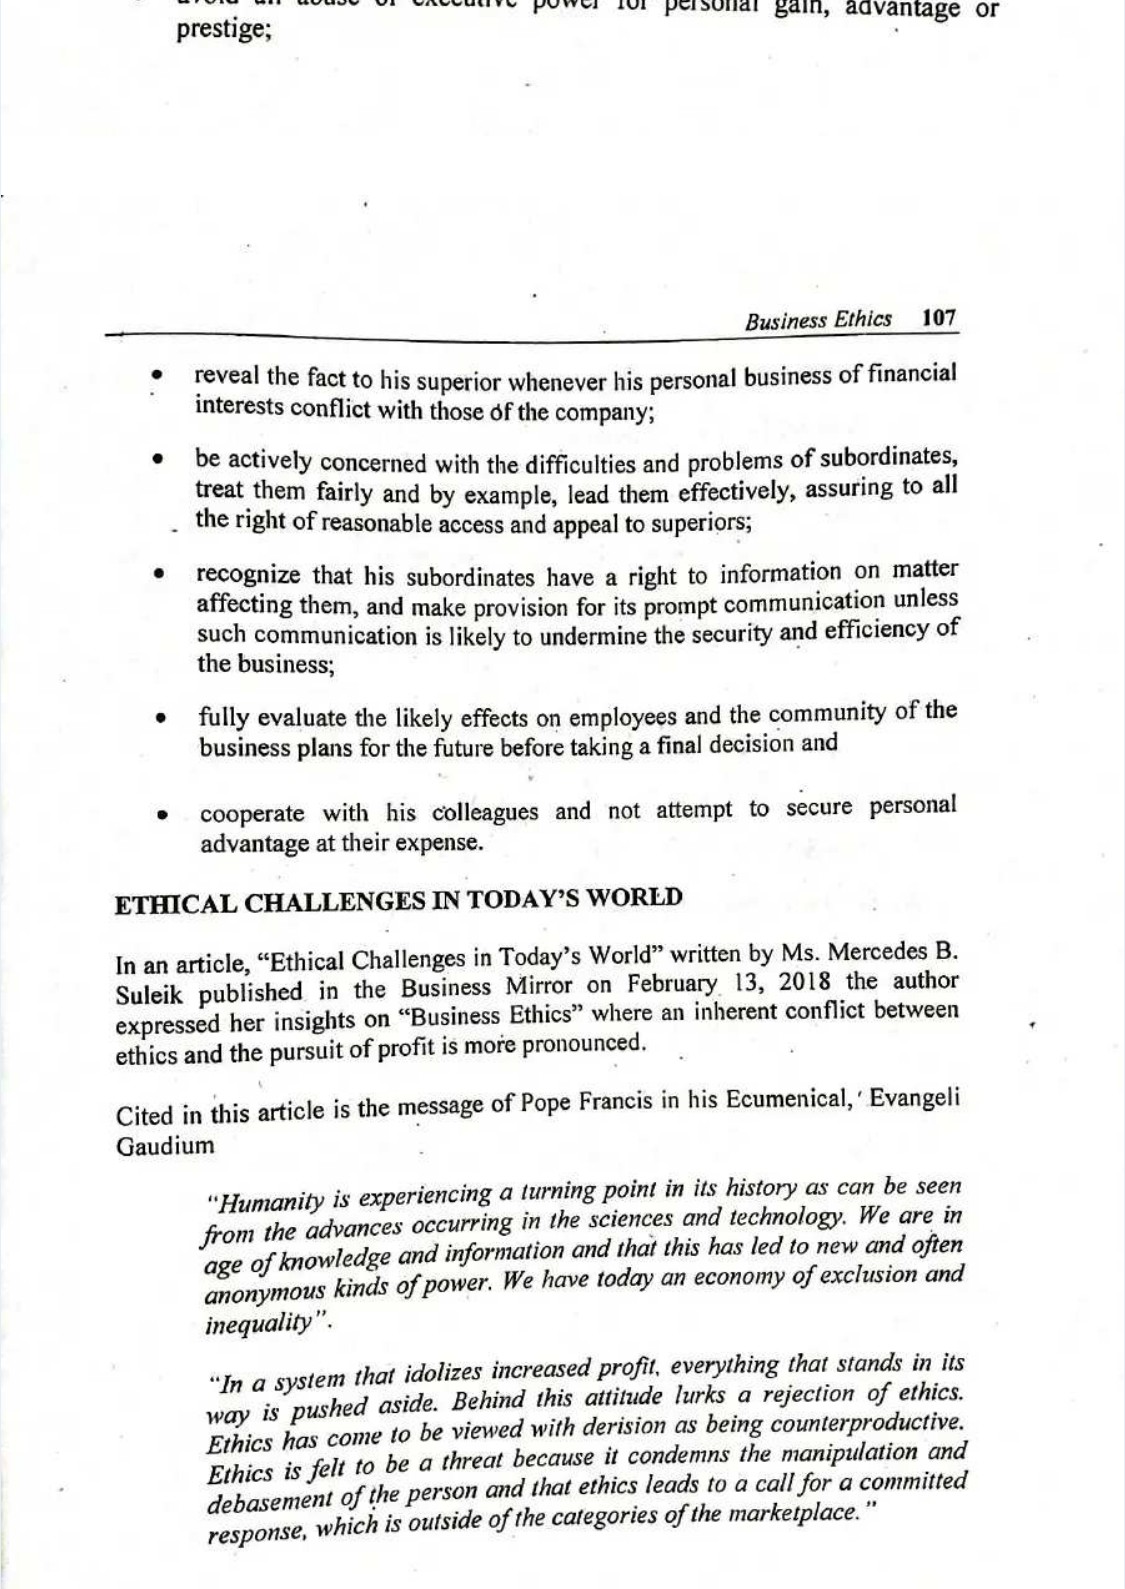 avoid an abuse of executive power for personal gain, advantage or
prestige;
Business Ethics 107
• reveal the fact to his superior whenever his personal business of financial
interests conflict with those of the company;
• be actively concerned with the difficulties and problems of subordinates,
treat them fairly and by example, lead them effectively, assuring to all
the right of reasonable access and appeal to superiors;
• recognize that his subordinates have a right to information on matter
affecting them, and make provision for its prompt communication unless
such communication is likely to undermine the security and efficiency of
the business;
• fully evaluate the likely effects on employees and the community of the
business plans for the future before taking a final decision and
• cooperate with his colleagues and not attempt to secure personal
advantage at their expense.
ETHICAL CHALLENGES IN TODAY'S WORLD
In an article, “Ethical Challenges in Today's World” written by Ms. Mercedes B.
Suleik published in the Business Mirror on February 13, 2018 the author
expressed her insights on “Business Ethics” where an inherent conflict between
ethics and the pursuit of profit is more pronounced.
Cited in this article is the message of Pope Francis in his Ecumenical, Evangeli
Gaudium
“Humanity is experiencing a turning point in its history as can be seen
from the advances occurring in the sciences and technology. We are in
age of knowledge and information and that this has led to new and often
anonymous kinds of power. We have today an economy of exclusion and
inequality”.
“In a system that idolizes increased profit, everything that stands in its
way is pushed aside. Behind this attitude lurks a rejection of ethics.
Ethics has come to be viewed with derision as being counterproductive.
Ethics is felt to be a threat because it condemns the manipulation and
debasement of the person and that ethics leads to a call for a committed
response, which is outside of the categories of the marketplace.”